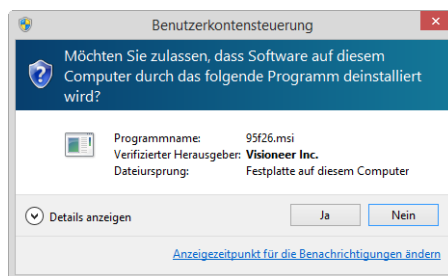 Benutzerkontensteuerung
Möchten Sie zulassen, dass Software auf diesem
Computer durch das folgende Programm deinstalliert
wird?
Programmname: 95f26.msi
Verifizierter Herausgeber: Visioneer Inc.
Dateiursprung: Festplatte auf diesem Computer
Details anzeigen Ja Nein
Anzeigezeitpunkt für die Benachrichtigungen ändern